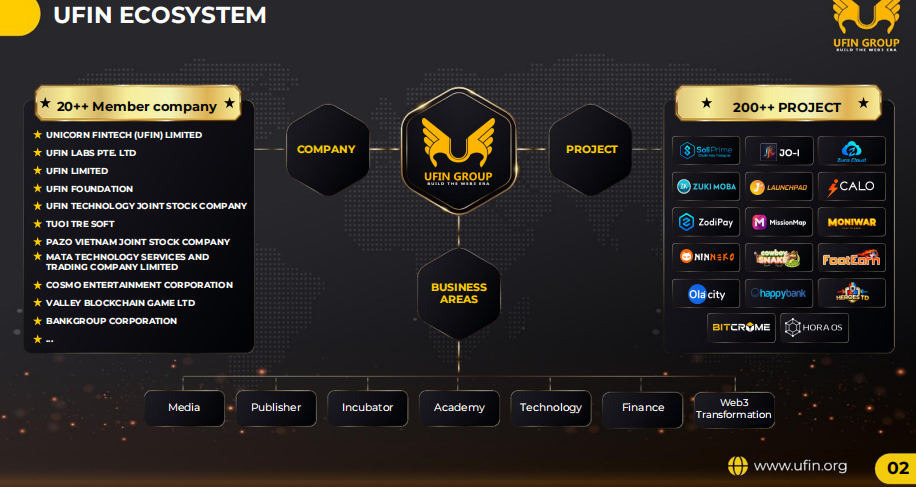 UFIN ECOSYSTEM
UFIN GROUP
BUILD THE WEB3 ERA
20++ Member company
UNICORN FINTECH (UFIN) LIMITED
UFIN LABS PTE. LTD
UFIN LIMITED
UFIN FOUNDATION
UFIN TECHNOLOGY JOINT STOCK COMPANY
TUOI TRE SOFT
PAZO VIETNAM JOINT STOCK COMPANY
MATA TECHNOLOGY SERVICES AND
TRADING COMPANY LIMITED
COSMO ENTERTAINMENT CORPORATION
VALLEY BLOCKCHAIN GAME LTD
BANKGROUP CORPORATION
...
COMPANY
UFIN GROUP
BUILD THE WEB3 ERA
PROJECT
BUSINESS
AREAS
200++ PROJECT
JO-I
Zura Cloud
ZUKI MOBA
LAUNCHPAD
CALO
ZodiPay
MissionMap
MONIWAR
NINNEKO
cowboy
SNAKE
FootEarn
Ola city
happybank
HEROES TD
BITCROME
HORA OS
Media
Publisher
Incubator
Academy
Technology
Finance
Web3
Transformation
www.ufin.org
02